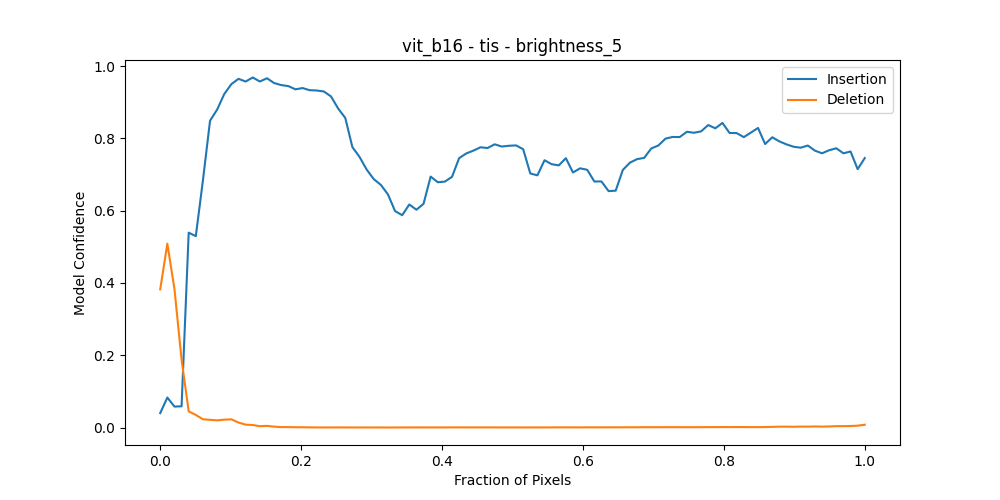 vit_b16 - tis - brightness_5
Insertion
Deletion
Model Confidence
1.0
0.8
0.6
0.4
0.2
0.0
0.0 0.2 0.4 0.6 0.8 1.0
Fraction of Pixels